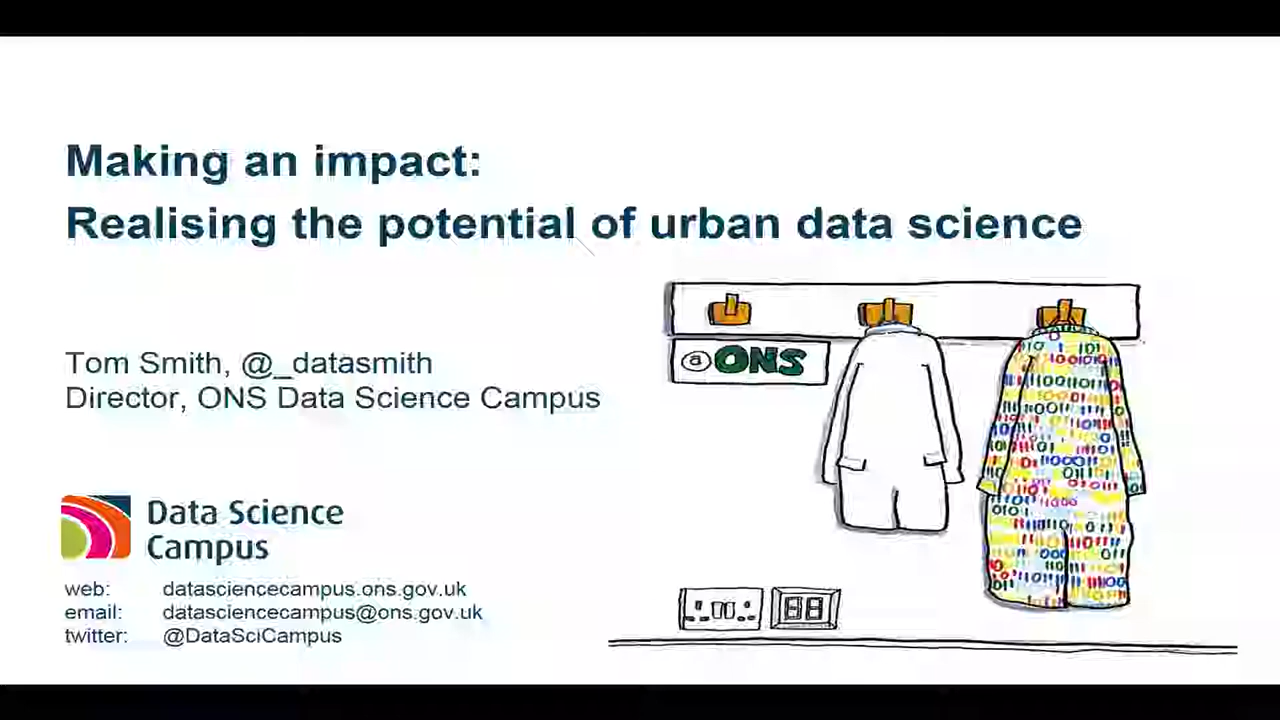 Making an impact:
Realising the potential of urban data science
Tom Smith, @_datasmith
Director, ONS Data Science Campus
@ONS
Data Science
Campus
web: datasciencecampus.ons.gov.uk
email: datasciencecampus@ons.gov.uk
twitter: @DataSciCampus